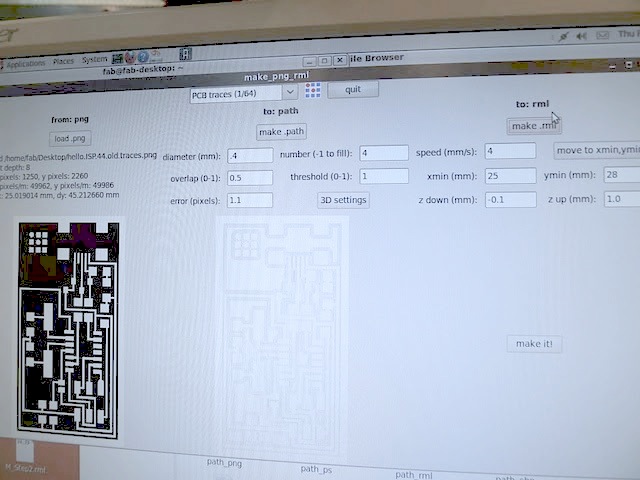 Applications Places System
Thu
fab@fab-desktop: ~
ile Browser
make_png_rml
PCB traces (1/64)
quit
from: png
to: path
to: rml
load .png
make .path
make .rml
move to xmin,ymin
/home/fab/Desktop/hello.ISP.44.old.traces.png
diameter (mm): .4
number (-1 to fill): 4
speed (mm/s): 4
t depth: 8
pixels: 1250, y pixels: 2260
overlap (0-1): 0.5
threshold (0-1): 1
xmin (mm): 25
ymin (mm): 28
pixels/m: 49962, y pixels/m: 49986
: 25.019014 mm, dy: 45.212660 mm
error (pixels): 1.1
3D settings
z down (mm): -0.1
z up (mm): 1.0
make it!
M_Step2.rml
path_png
path_ps
path_rml